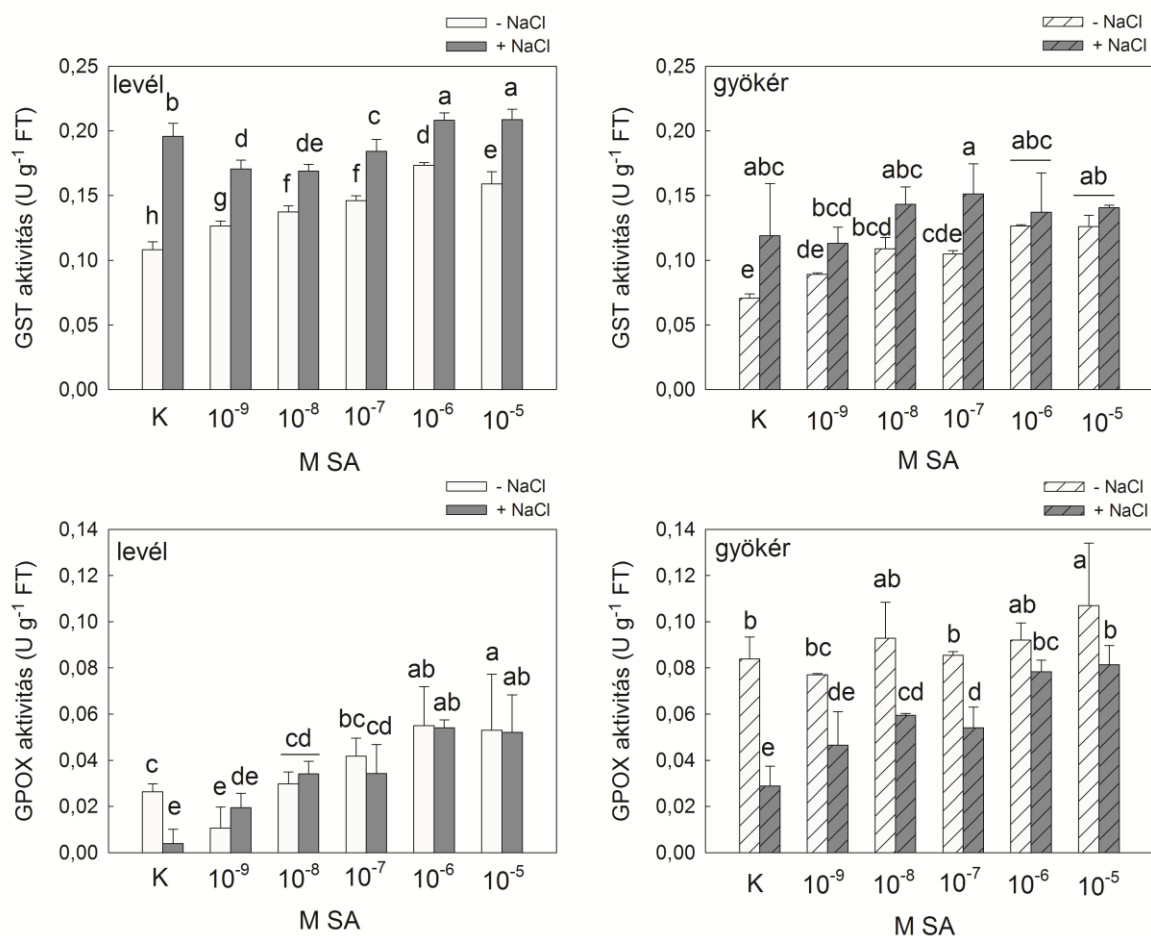 - NaCl
+ NaCl
levél
GST aktivitás (U g⁻¹ FT)
0,25
0,20
0,15
0,10
0,05
0,00
h b g d f de f c d a e a
K 10⁻⁹ 10⁻⁸ 10⁻⁷ 10⁻⁶ 10⁻⁵
M SA
- NaCl
+ NaCl
gyökér
GST aktivitás (U g⁻¹ FT)
0,25
0,20
0,15
0,10
0,05
0,00
e abc de bcd bcd abc cde a abc ab
K 10⁻⁹ 10⁻⁸ 10⁻⁷ 10⁻⁶ 10⁻⁵
M SA
- NaCl
+ NaCl
levél
GPOX aktivitás (U g⁻¹ FT)
0,14
0,12
0,10
0,08
0,06
0,04
0,02
0,00
c e e de cd bc cd ab ab a ab
K 10⁻⁹ 10⁻⁸ 10⁻⁷ 10⁻⁶ 10⁻⁵
M SA
- NaCl
+ NaCl
gyökér
GPOX aktivitás (U g⁻¹ FT)
0,14
0,12
0,10
0,08
0,06
0,04
0,02
0,00
b e bc de ab cd b d ab bc a b
K 10⁻⁹ 10⁻⁸ 10⁻⁷ 10⁻⁶ 10⁻⁵
M SA